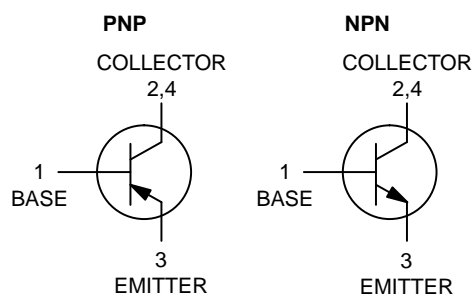 PNP
COLLECTOR
2,4
1
BASE
3
EMITTER
NPN
COLLECTOR
2,4
1
BASE
3
EMITTER